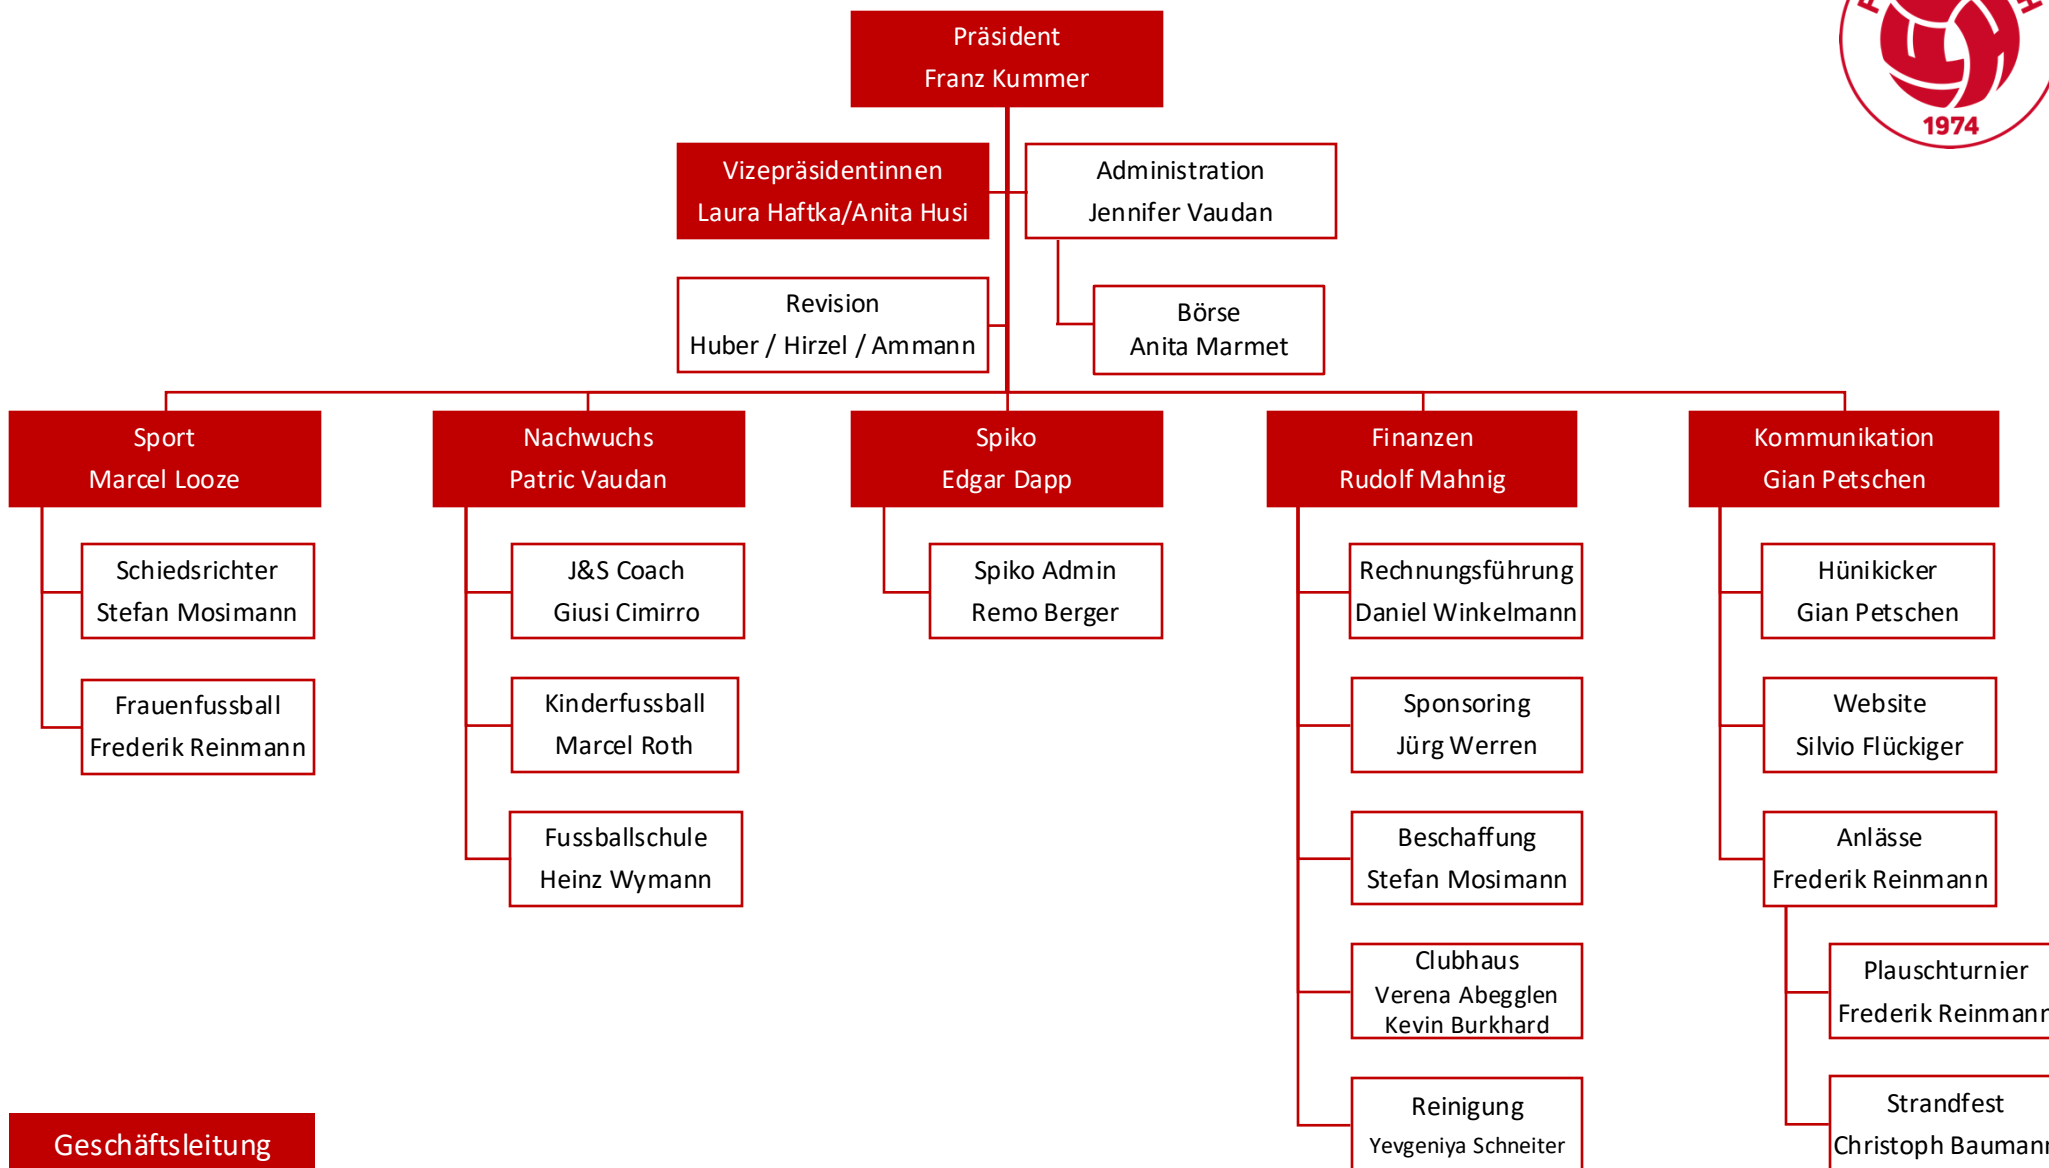 Präsident
Franz Kummer
1974
Vizepräsidentinnen
Laura Haftka/Anita Husi
Administration
Jennifer Vaudan
Revision
Huber / Hirzel / Ammann
Börse
Anita Marmet
Sport
Marcel Looze
Nachwuchs
Patric Vaudan
Spiko
Edgar Dapp
Finanzen
Rudolf Mahnig
Kommunikation
Gian Petschen
Schiedsrichter
Stefan Mosimann
J&S Coach
Giusi Cimirro
Spiko Admin
Remo Berger
Rechnungsführung
Daniel Winkelmann
Hünikicker
Gian Petschen
Frauenfussball
Frederik Reinmann
Kinderfussball
Marcel Roth
Sponsoring
Jürg Werren
Website
Silvio Flückiger
Fussballschule
Heinz Wymann
Beschaffung
Stefan Mosimann
Anlässe
Frederik Reinmann
Clubhaus
Verena Abegglen
Kevin Burkhard
Plauschturnier
Frederik Reinmann
Reinigung
Yevgeniya Schneiter
Strandfest
Christoph Baumann
Geschäftsleitung